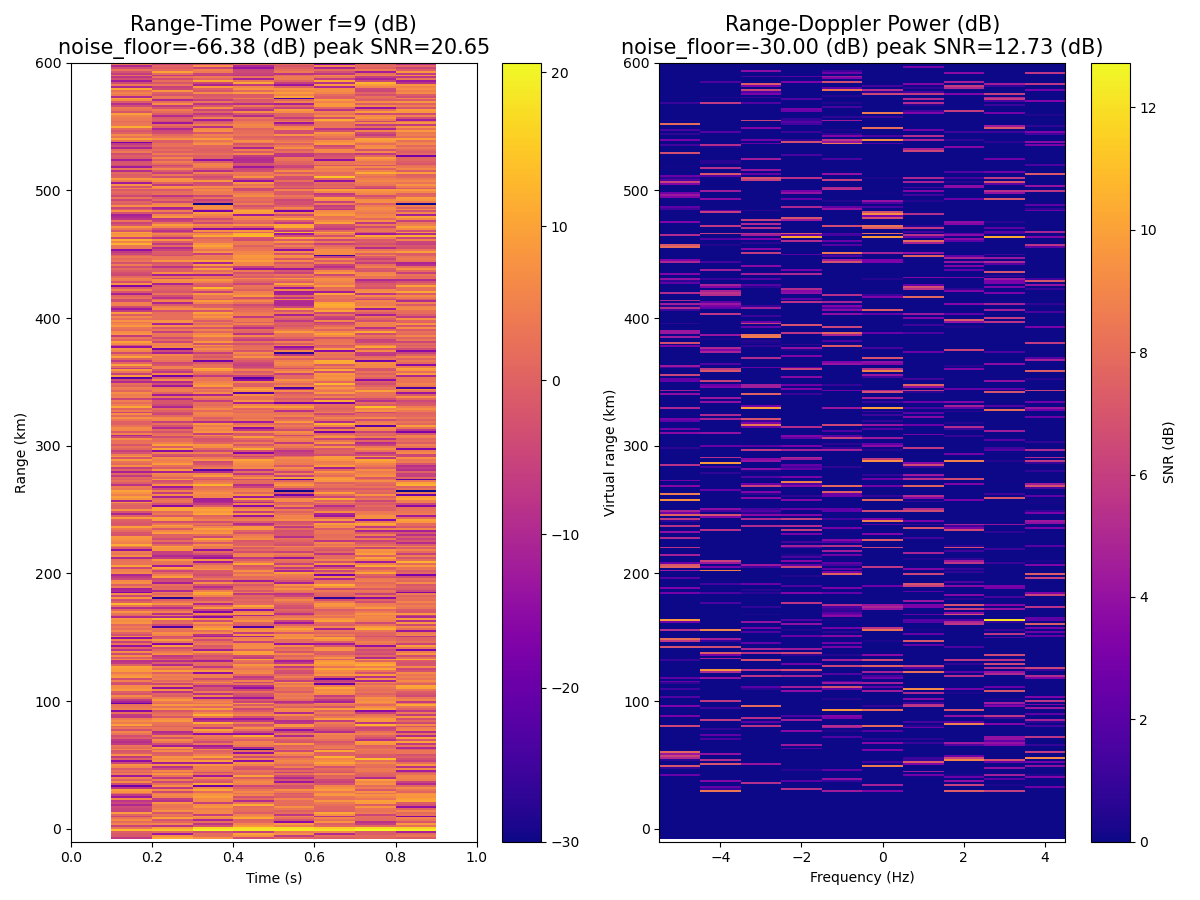 Range-Time Power f=9 (dB)
noise_floor=-66.38 (dB) peak SNR=20.65
600
500
400
300
200
100
0
Range (km)
0.0 0.2 0.4 0.6 0.8 1.0
Time (s)
20
10
0
−10
−20
−30
Range-Doppler Power (dB)
noise_floor=-30.00 (dB) peak SNR=12.73 (dB)
600
500
400
300
200
100
0
Virtual range (km)
−4 −2 0 2 4
Frequency (Hz)
12
10
8
6
4
2
0
SNR (dB)